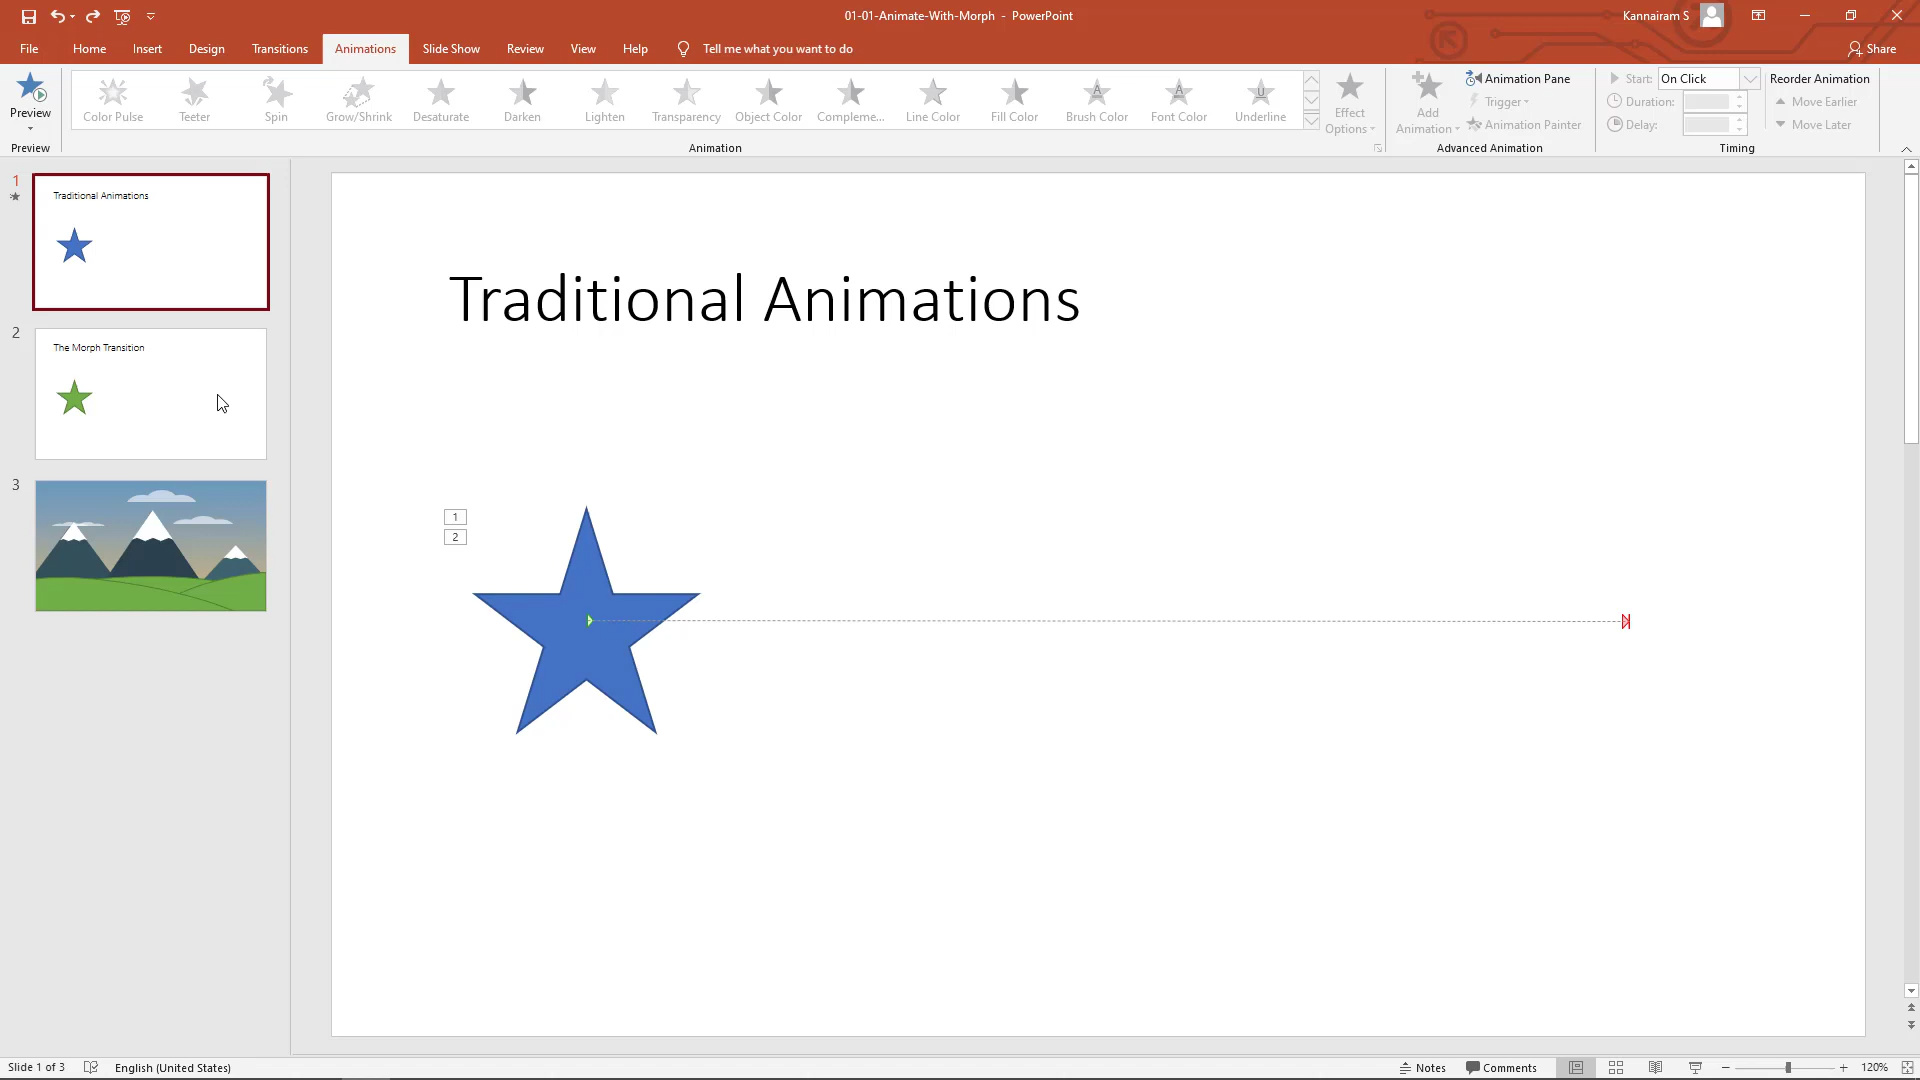 01-01-Animate-With-Morph - PowerPoint
Kannairam S
File Home Insert Design Transitions Animations Slide Show Review View Help Tell me what you want to do Share
Preview
Color Pulse Teeter Spin Grow/Shrink Desaturate Darken Lighten Transparency Object Color Compleme... Line Color Fill Color Brush Color Font Color Underline
Effect Options
Add Animation
Animation Pane
Trigger
Animation Painter
Start: On Click
Duration:
Delay:
Reorder Animation
Move Earlier
Move Later
Preview Animation Advanced Animation Timing
1
Traditional Animations
2
The Morph Transition
3
Traditional Animations
1
2
Slide 1 of 3 English (United States) Notes Comments 120%